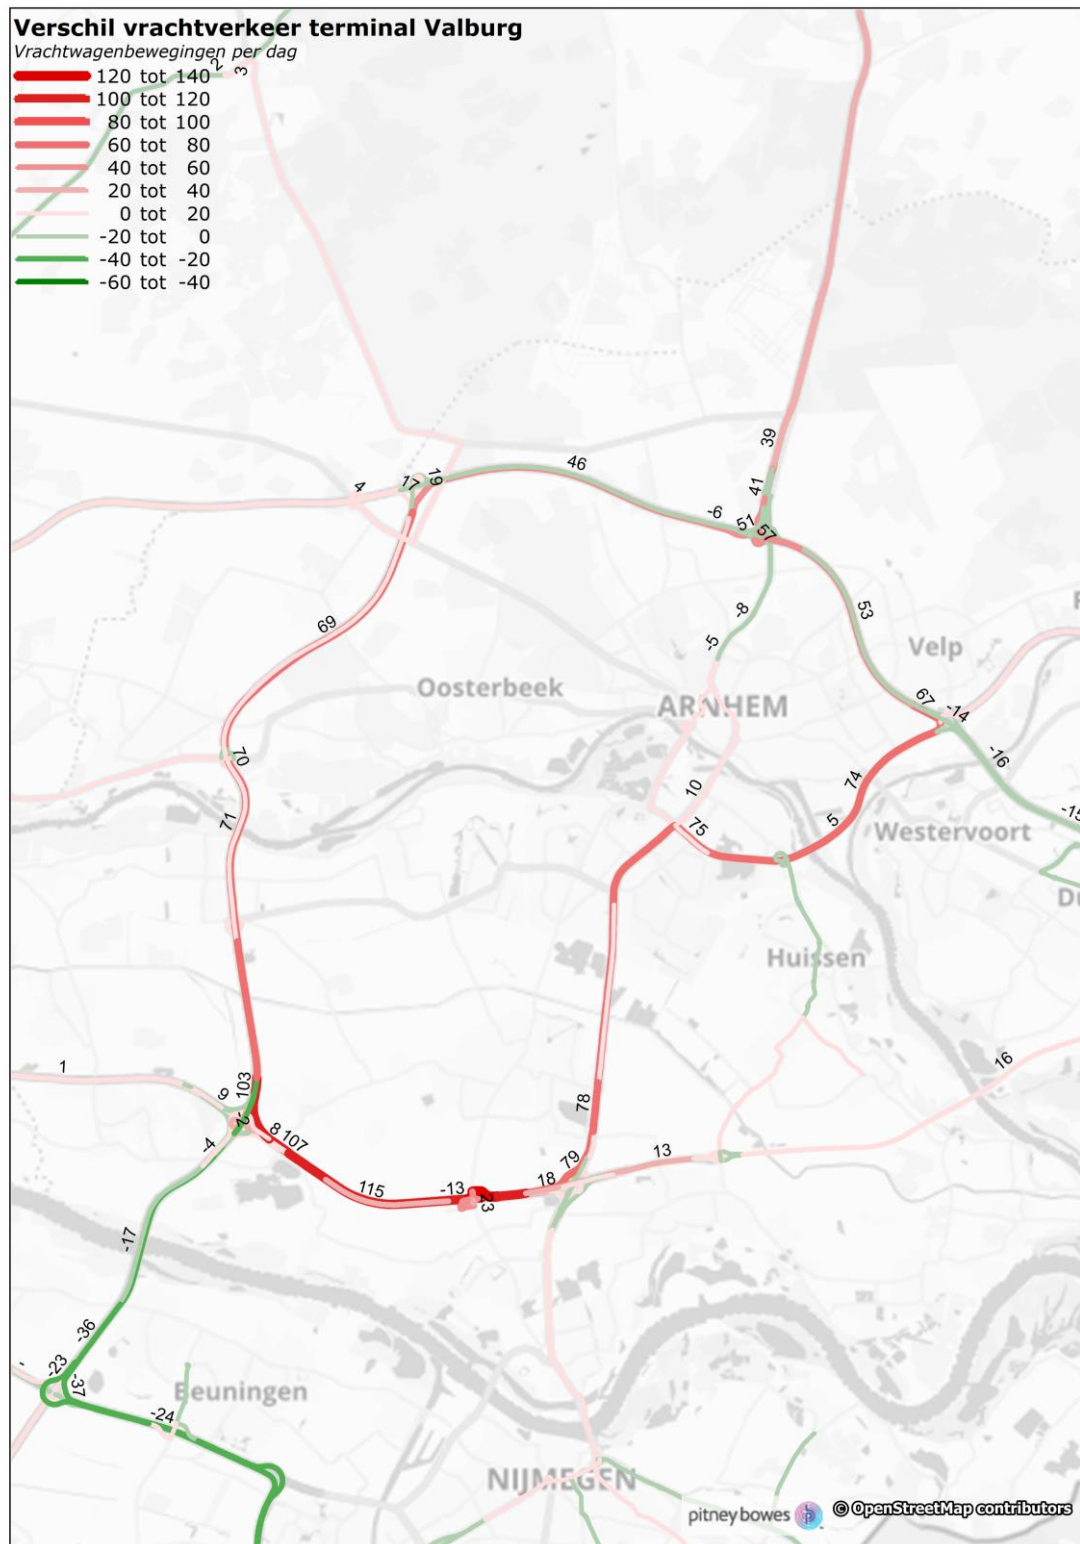 Verschil vrachtverkeer terminal Valburg
Vrachtwagenbewegingen per dag
120 tot 140
100 tot 120
80 tot 100
60 tot 80
40 tot 60
20 tot 40
0 tot 20
-20 tot 0
-40 tot -20
-60 tot -40
2
3
39
46
4
17
19
41
-6
51
57
53
69
-8
-5
Velp
Oosterbeek
ARNHEM
67
-14
70
-16
10
74
71
75
5
Westervoort
-15
Huissen
1
16
103
9
78
-2
8
107
-4
13
79
115
-13
18
23
-17
-36
-23
-37
Beuningen
-24
NIJMEGEN
pitney bowes
© OpenStreetMap contributors